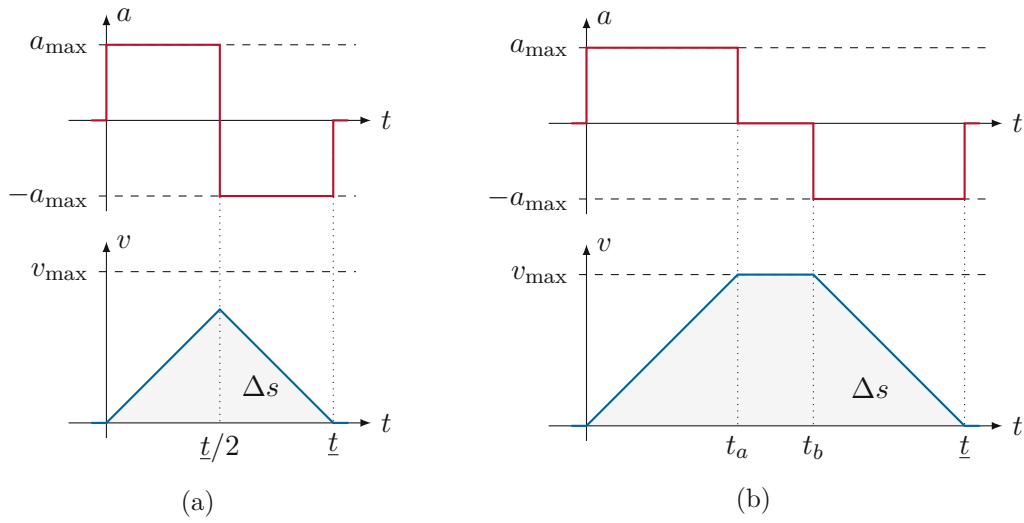 a
a_max
t
−a_max
v
v_max
Δs
t
t̲/2
t̲
(a)
a
a_max
t
−a_max
v
v_max
Δs
t
t_a
t_b
t̲
(b)